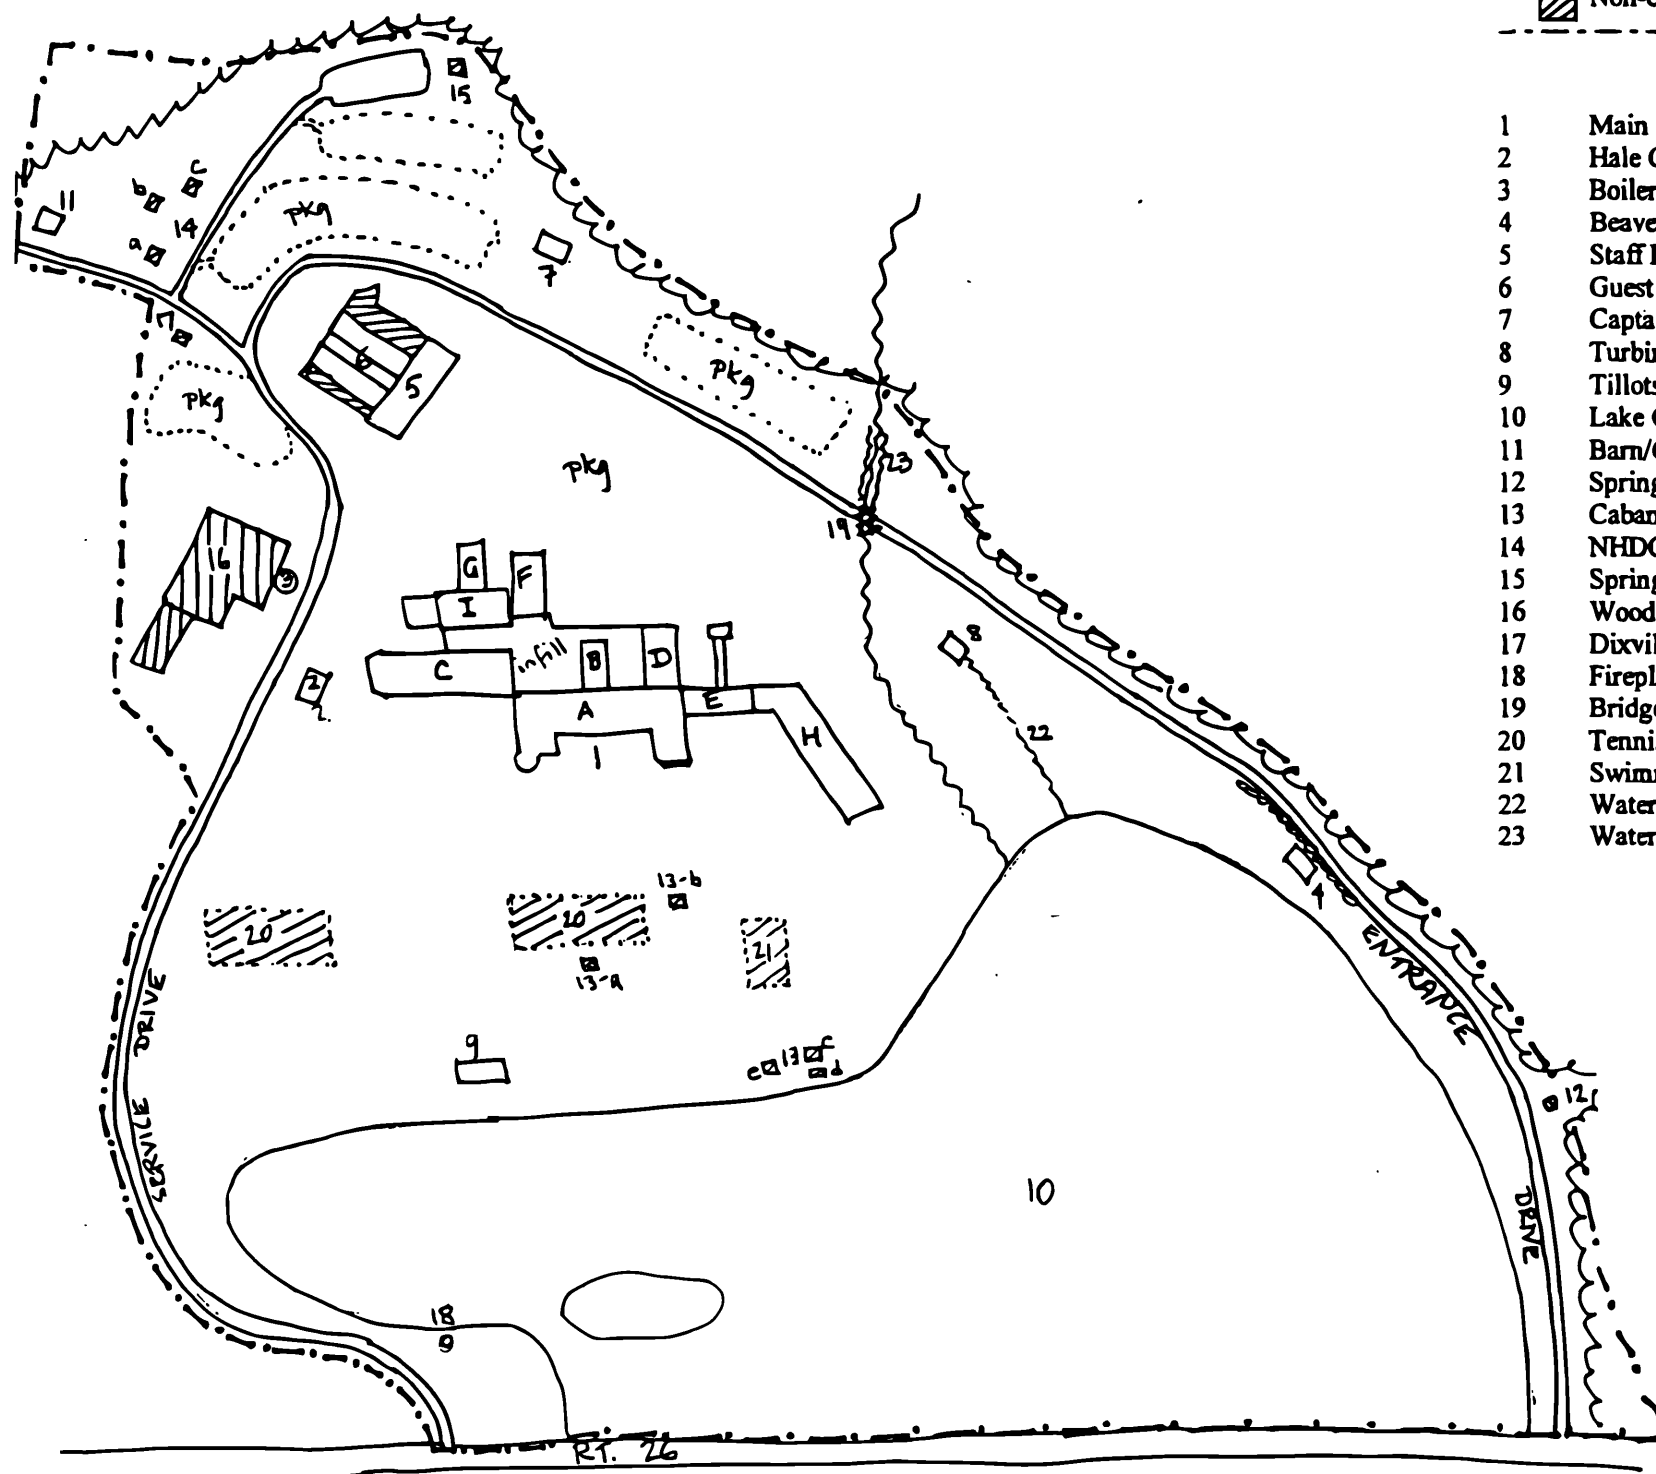 15
11
b
c
14
a
pkg
7
17
6
5
pkg
pkg
pkg
23
19
16
3
G
F
I
infill
B
D
C
E
A
H
1
2
2.
8
22
4
20
20
13-b
13-a
21
9
e
13
f
d
10
18
12
ENTRANCE
DRIVE
SERVICE DRIVE
RT. 26
1 Main
2 Hale
3 Boiler
4 Beave
5 Staff
6 Guest
7 Capta
8 Turbin
9 Tillots
10 Lake
11 Barn/
12 Spring
13 Caban
14 NHDO
15 Spring
16 Wood
17 Dixvil
18 Firepl
19 Bridge
20 Tenni
21 Swim
22 Water
23 Water